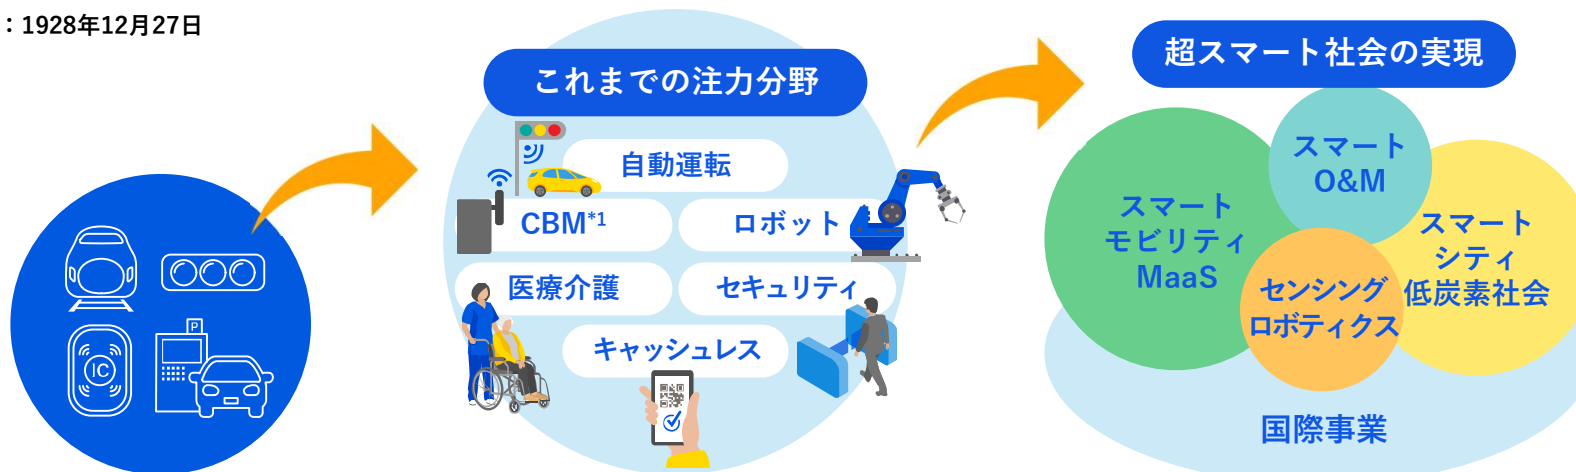 ：1928年12月27日
これまでの注力分野
自動運転
CBM*1
ロボット
医療介護
セキュリティ
キャッシュレス
IC
P
超スマート社会の実現
スマート
O&M
スマート
モビリティ
MaaS
スマート
シティ
低炭素社会
センシング
ロボティクス
国際事業